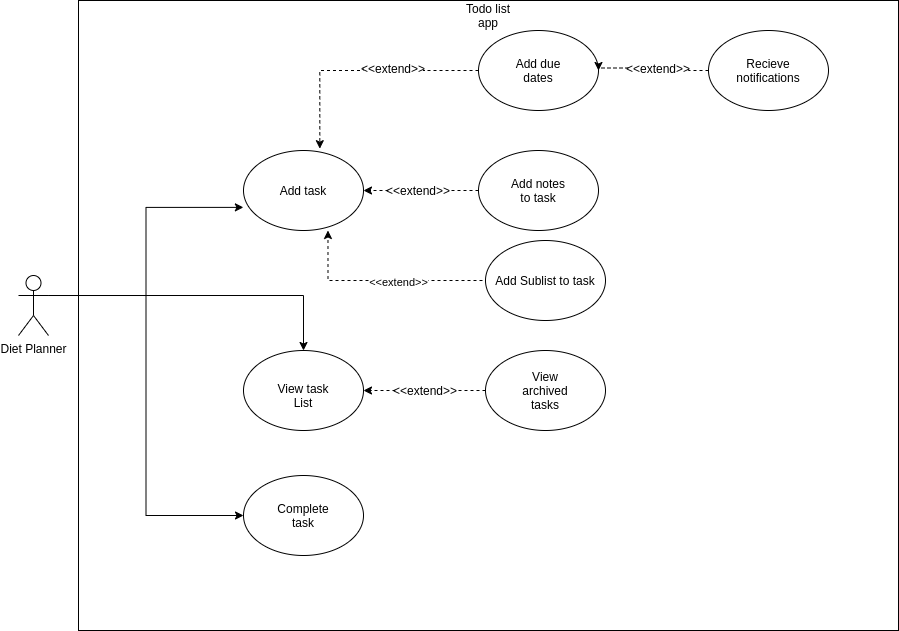 Todo list
app
<<extend>>
Add due
dates
<<extend>>
Recieve
notifications
Add task
<<extend>>
Add notes
to task
<<extend>>
Add Sublist to task
Diet Planner
View task
List
<<extend>>
View
archived
tasks
Complete
task